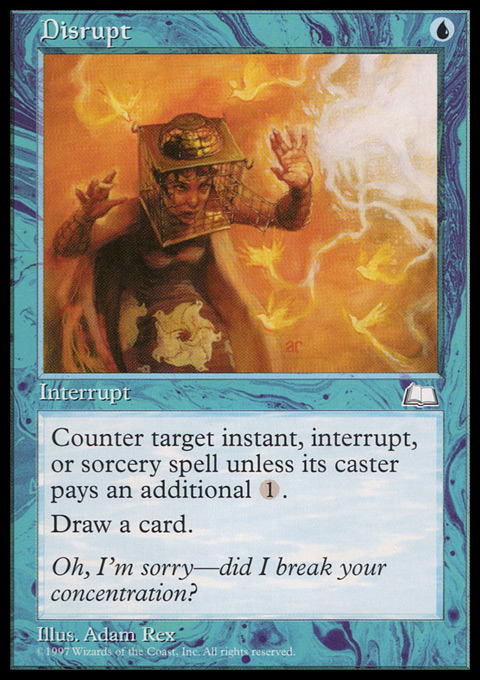 Disrupt
ar
Interrupt
Counter target instant, interrupt,
or sorcery spell unless its caster
pays an additional 1.
Draw a card.
Oh, I'm sorry—did I break your
concentration?
Illus. Adam Rex
©1997 Wizards of the Coast, Inc. All rights reserved.